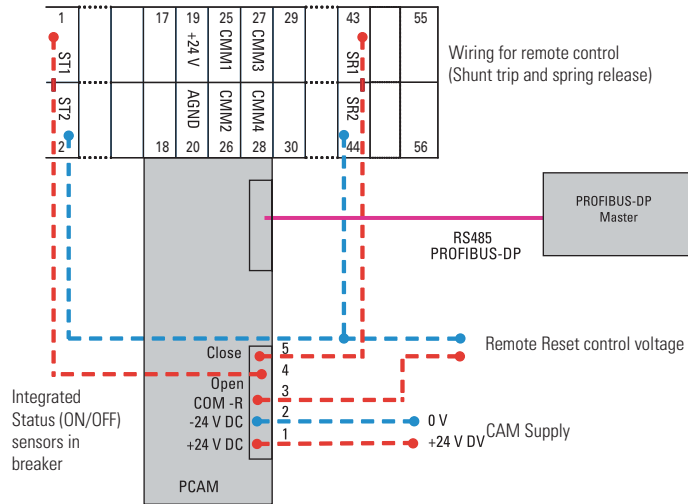 1 17 19 25 27 29 43 55
ST1 +24 V CMM1 CMM3 SR1
ST2 AGND CMM2 CMM4 SR2
2 18 20 26 28 30 44 56
Wiring for remote control
(Shunt trip and spring release)
PROFIBUS-DP
Master
RS485
PROFIBUS-DP
Close 5
4
Open
COM -R 3
-24 V DC 2
+24 V DC 1
PCAM
Remote Reset control voltage
0 V
+24 V DV
CAM Supply
Integrated
Status (ON/OFF)
sensors in
breaker